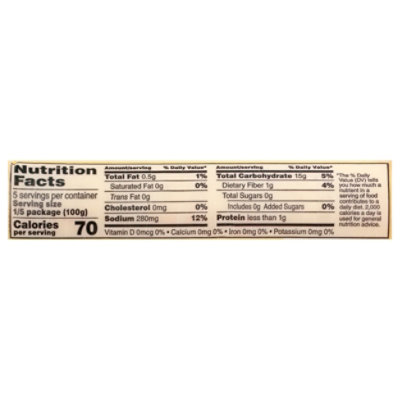 Nutrition
Facts
5 servings per container
Serving size
1/5 package (100g)
Calories
per serving
70
Amount/serving % Daily Value*
Total Fat 0.5g 1%
Saturated Fat 0g 0%
Trans Fat 0g
Cholesterol 0mg 0%
Sodium 280mg 12%
Amount/serving % Daily Value*
Total Carbohydrate 15g 5%
Dietary Fiber 1g 4%
Total Sugars 0g
Includes 0g Added Sugars 0%
Protein less than 1g
Vitamin D 0mcg 0% • Calcium 0mg 0% • Iron 0mg 0% • Potassium 0mg 0%
*The % Daily
Value (DV) tells
you how much a
nutrient in a
serving of food
contributes to a
daily diet. 2,000
calories a day is
used for general
nutrition advice.